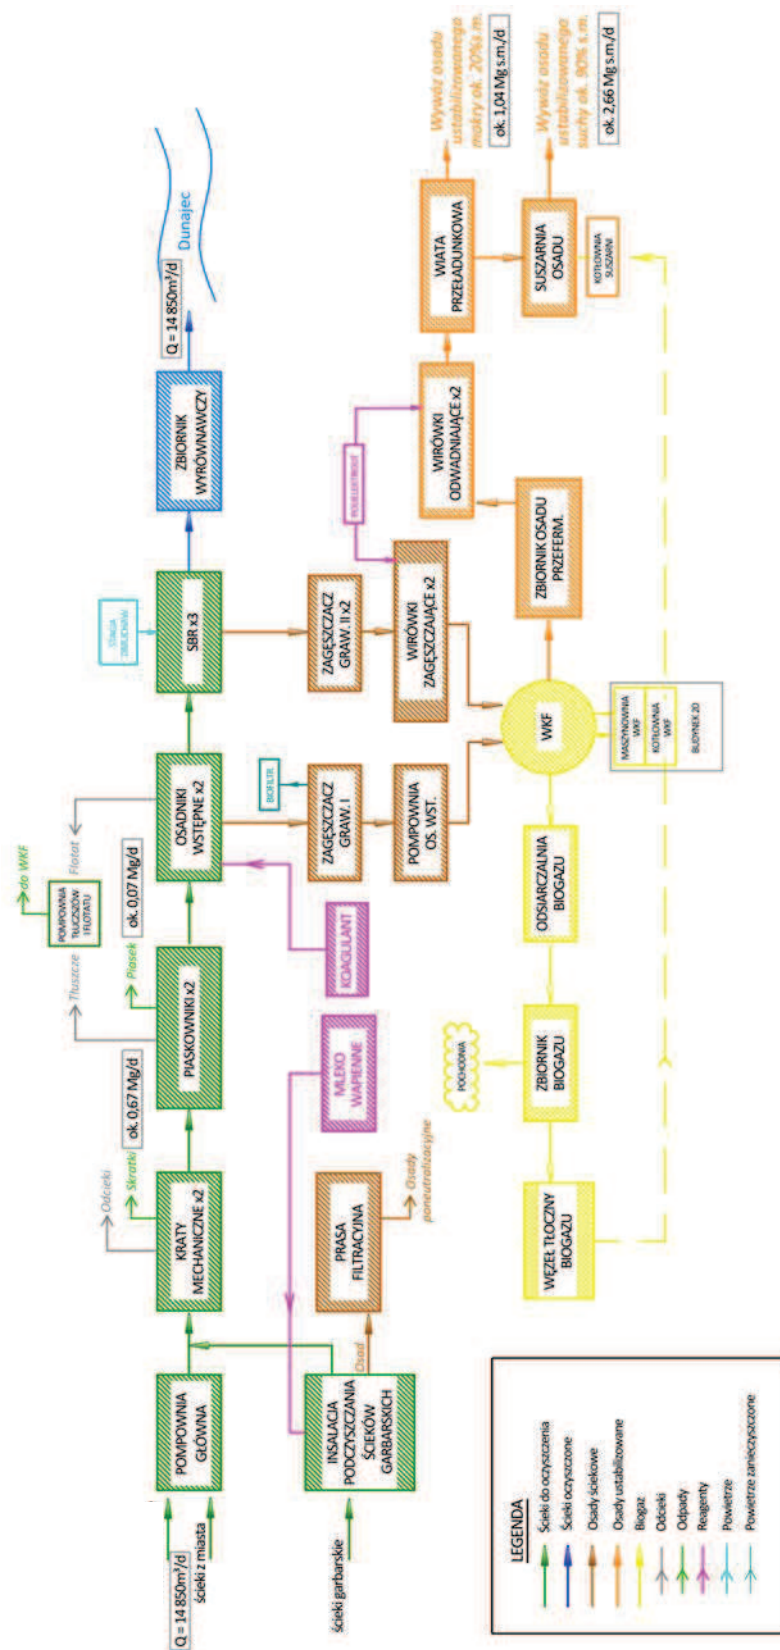 Q = 14 850m³/d
ścieki z miasta
POMPOWNIA
GŁÓWNA
KRATY
MECHANICZNE x2
Odcieki
Skratki
ok. 0,67 Mg/d
PIASKOWNIKI x2
Tłuszcze
Piasek
ok. 0,07 Mg/d
POMPOWNIA
TŁUSZSZÓW
I FLOTATU
do WKF
Flotat
OSADNIKI
WSTĘPNE x2
STACJA
DMUCHAW
SBR x3
ZBIORNIK
WYRÓWNAWCZY
Q = 14 850m³/d
Dunajec
ścieki garbarskie
INSALACJA
PODCZYSZCZANIA
ŚCIEKÓW
GARBARSKICH
Osad
PRASA
FILTRACYJNA
Osady
poneutralizacyjne
MLEKO
WAPIENNE
KOAGULANT
BIOFILTR
ZAGĘSZCZACZ
GRAW. I
POMPOWNIA
OS. WST.
ZAGĘSZCZACZ
GRAW. II x2
WIRÓWKI
ZAGĘSZCZAJĄCE x2
POLIELEKTROLIT
WIRÓWKI
ODWADNIAJĄCE x2
WIATA
PRZEŁADUNKOWA
Wywóz osadu
ustabilizowanego
mokry ok. 20%s.m.
ok. 1,04 Mg s.m./d
SUSZARNIA
OSADU
Wywóz osadu
ustabilizowanego
suchy ok. 90% s.m.
ok. 2,66 Mg s.m./d
KOTŁOWNIA
SUSZARNI
ZBIORNIK OSADU
PRZEFERM.
WKF
MASZYNOWNIA
WKF
KOTŁOWNIA
WKF
BUDYNEK 20
ODSIARCZALNIA
BIOGAZU
ZBIORNIK
BIOGAZU
POCHODNIA
WĘZEŁ TŁOCZNY
BIOGAZU
LEGENDA
Ścieki do oczyszczenia
Ścieki oczyszczone
Osady ściekowe
Osady ustabilizowane
Biogaz
Odcieki
Odpady
Reagenty
Powietrze
Powietrze zanieczyszczone